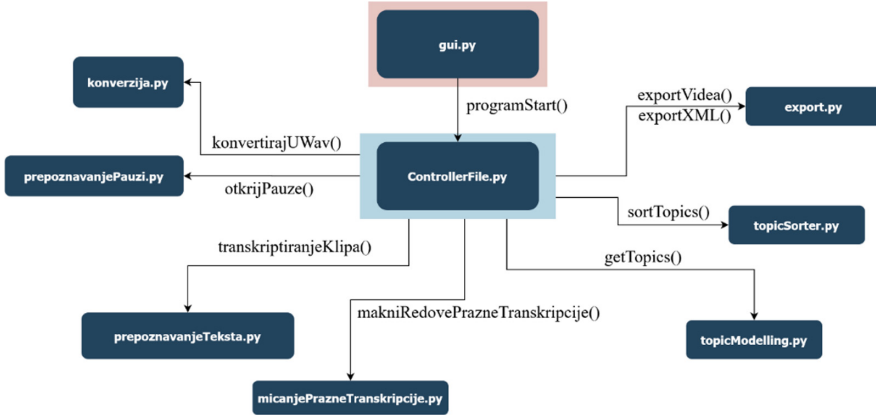 gui.py
programStart()
konverzija.py
konvertirajUWav()
exportVidea()
exportXML()
export.py
prepoznavanjePauzi.py
otkrijPauze()
ControllerFile.py
sortTopics()
topicSorter.py
transkriptiranjeKlipa()
getTopics()
prepoznavanjeTeksta.py
makniRedovePrazneTranskripcije()
topicModelling.py
micanjePrazneTranskripcije.py